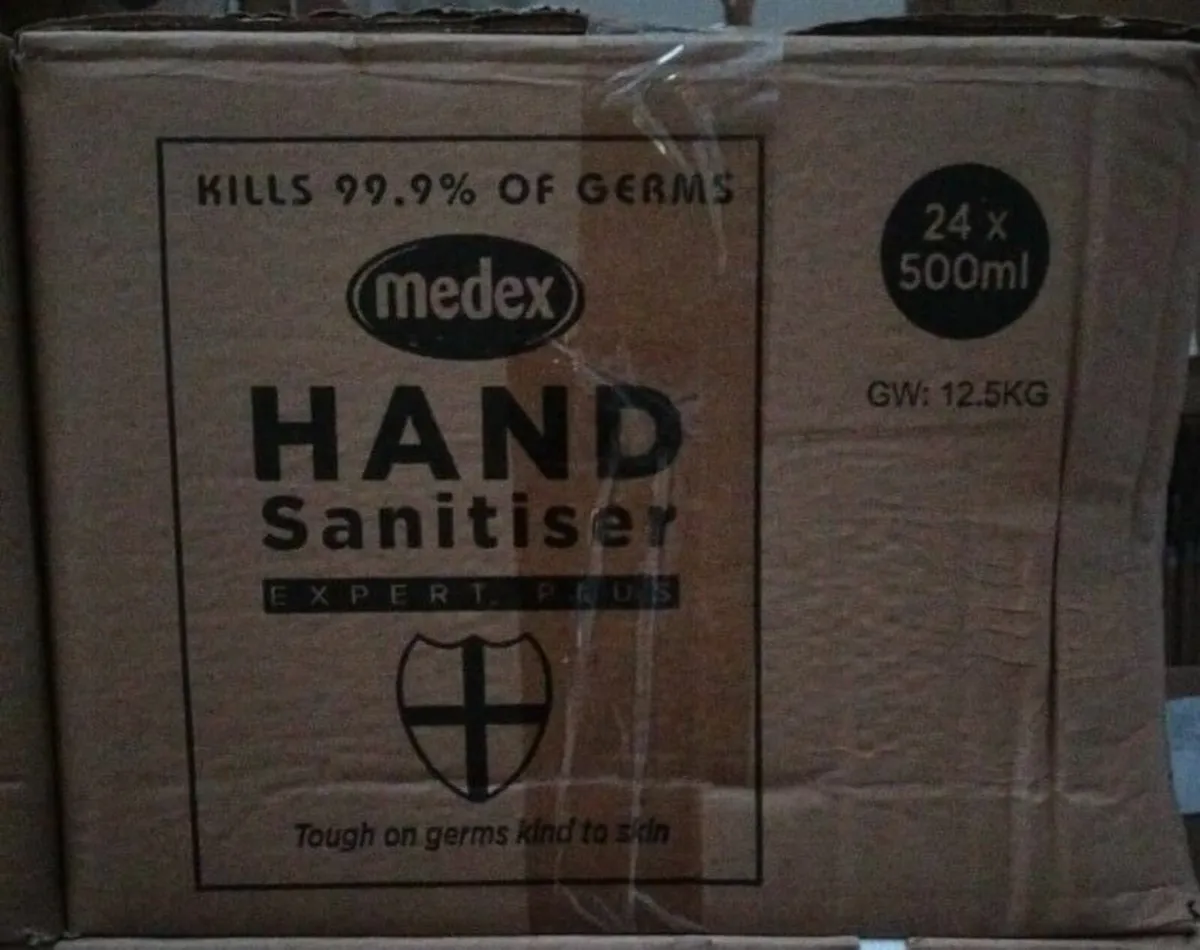 KILLS 99.9% OF GERMS
medex
HAND
Sanitiser
EXPERT PLUS
Tough on germs kind to skin
24 x
500ml
GW: 12.5KG